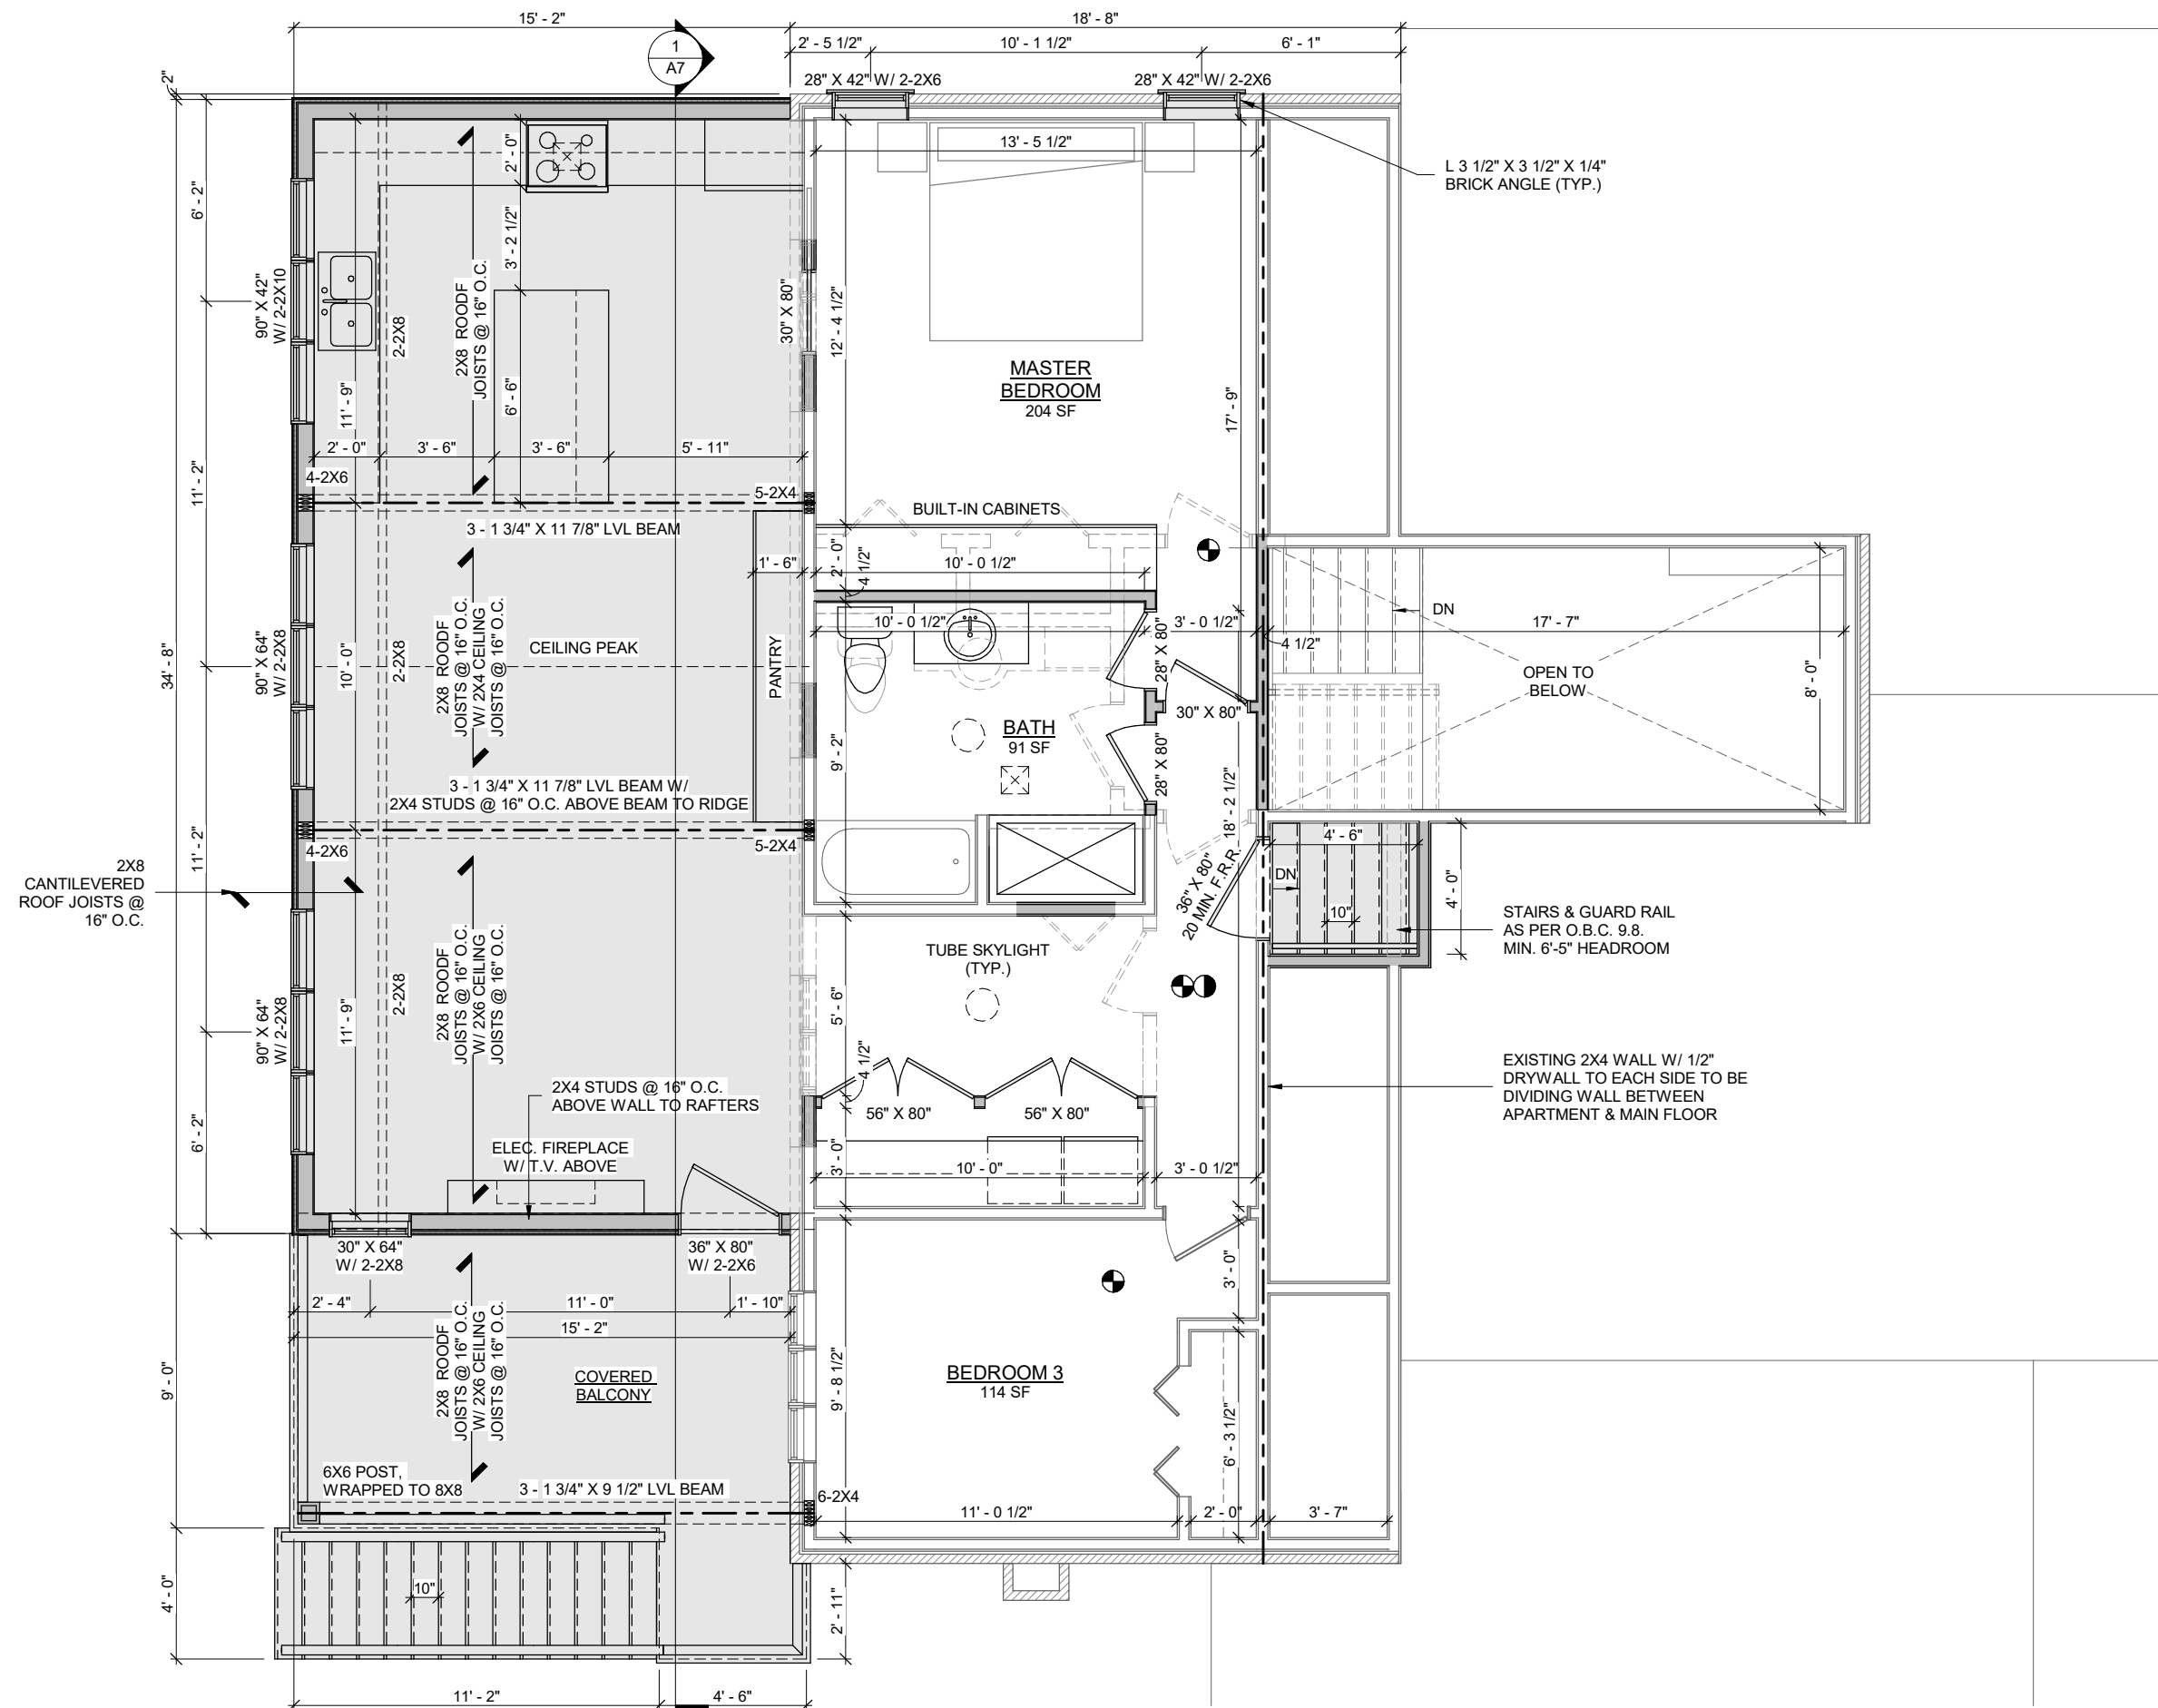 15' - 2"
18' - 8"
1
A7
2' - 5 1/2"
10' - 1 1/2"
6' - 1"
2"
28" X 42" W/ 2-2X6
28" X 42" W/ 2-2X6
13' - 5 1/2"
L 3 1/2" X 3 1/2" X 1/4"
BRICK ANGLE (TYP.)
6' - 2"
2' - 0"
3' - 2 1/2"
90" X 42"
W/ 2-2X10
2-2X8
2X8 ROODF
JOISTS @ 16" O.C.
30" X 80"
12' - 4 1/2"
MASTER
BEDROOM
204 SF
11' - 9"
6' - 6"
17' - 9"
2' - 0"
3' - 6"
3' - 6"
5' - 11"
11' - 2"
4-2X6
5-2X4
3 - 1 3/4" X 11 7/8" LVL BEAM
BUILT-IN CABINETS
1' - 6"
2' - 0"
4 1/2"
10' - 0 1/2"
DN
34' - 8"
90" X 64"
W/ 2-2X8
10' - 0"
2-2X8
2X8 ROODF
JOISTS @ 16" O.C.
W/ 2X4 CEILING
JOISTS @ 16" O.C.
CEILING PEAK
PANTRY
10' - 0 1/2"
28" X 80"
3' - 0 1/2"
4 1/2"
17' - 7"
OPEN TO
BELOW
8' - 0"
30" X 80"
BATH
91 SF
9' - 2"
28" X 80"
3 - 1 3/4" X 11 7/8" LVL BEAM W/
2X4 STUDS @ 16" O.C. ABOVE BEAM TO RIDGE
18' - 2 1/2"
4-2X6
5-2X4
11' - 2"
4' - 6"
2X8
CANTILEVERED
ROOF JOISTS @
16" O.C.
36" X 80"
20 MIN. F.R.R.
DN
10"
4' - 0"
STAIRS & GUARD RAIL
AS PER O.B.C. 9.8.
MIN. 6'-5" HEADROOM
TUBE SKYLIGHT
(TYP.)
5' - 6"
90" X 64"
W/ 2-2X8
11' - 9"
2-2X8
2X8 ROODF
JOISTS @ 16" O.C.
W/ 2X6 CEILING
JOISTS @ 16" O.C.
4 1/2"
EXISTING 2X4 WALL W/ 1/2"
DRYWALL TO EACH SIDE TO BE
DIVIDING WALL BETWEEN
APARTMENT & MAIN FLOOR
2X4 STUDS @ 16" O.C.
ABOVE WALL TO RAFTERS
56" X 80"
56" X 80"
6' - 2"
ELEC. FIREPLACE
W/ T.V. ABOVE
3' - 0"
10' - 0"
3' - 0 1/2"
30" X 64"
W/ 2-2X8
36" X 80"
W/ 2-2X6
3' - 0"
2' - 4"
11' - 0"
1' - 10"
15' - 2"
9' - 0"
2X8 ROODF
JOISTS @ 16" O.C.
W/ 2X6 CEILING
JOISTS @ 16" O.C.
COVERED
BALCONY
9' - 8 1/2"
BEDROOM 3
114 SF
6' - 3 1/2"
6X6 POST,
WRAPPED TO 8X8
3 - 1 3/4" X 9 1/2" LVL BEAM
6-2X4
11' - 0 1/2"
2' - 0"
3' - 7"
4' - 0"
10"
2' - 11"
11' - 2"
4' - 6"